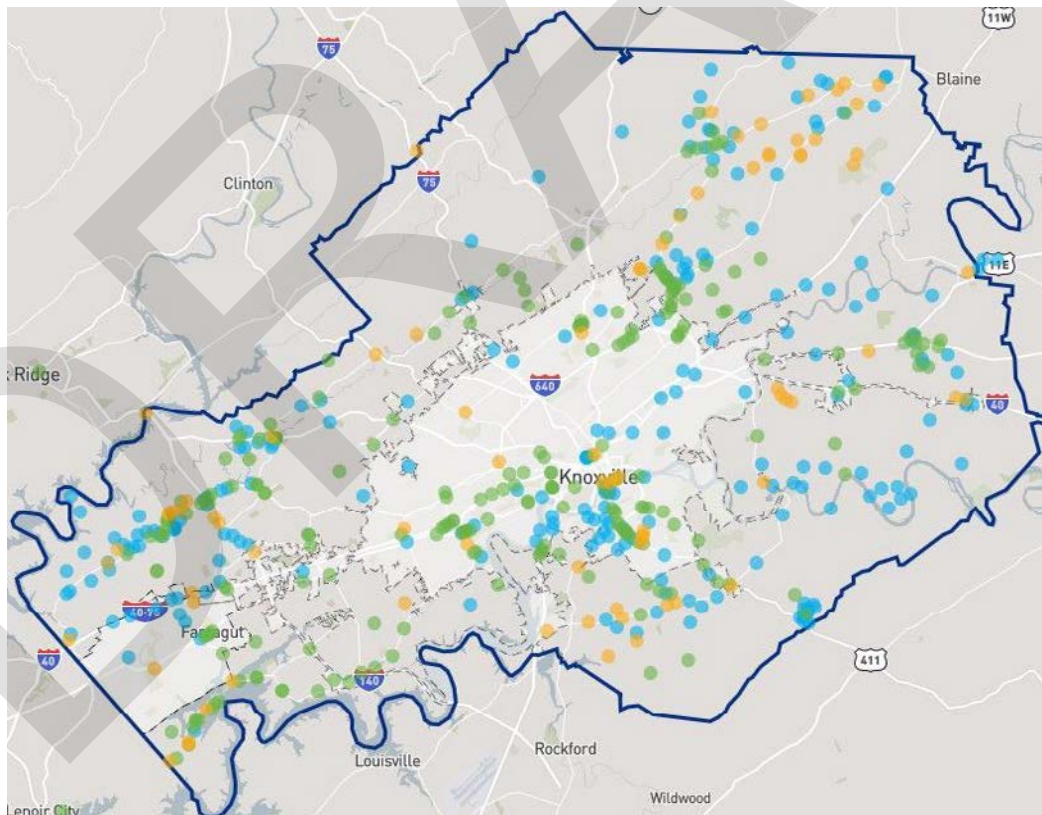 11W
75
Blaine
75
Clinton
11E
k Ridge
640
40
Knoxville
40-75
Farragut
40
140
411
Rockford
Louisville
Wildwood
Lenoir City
DRA